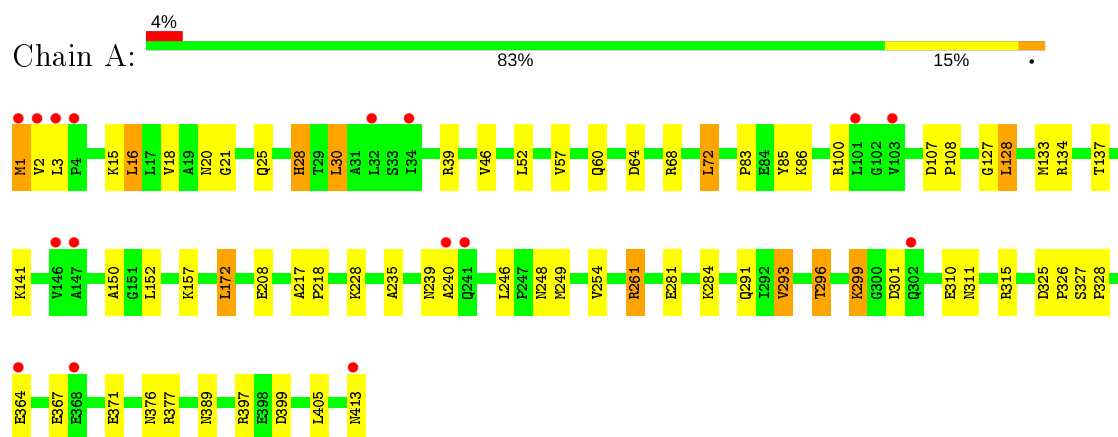 4%
Chain A:
83% 15% •
M1 V2 L3 P4 K15 L16 L17 V18 A19 N20 G21 Q25 H28 T29 L30 A31 L32 S33 I34 R39 V46 L52 V57 Q60 D64 R68 L72 P83 E84 Y85 K86 R100 L101 G102 V103 D107 P108 G127 L128 M133 R134 T137
K141 V146 A147 A150 G151 L152 K157 L172 E208 A217 P218 K228 A235 N239 A240 Q241 L246 P247 N248 M249 V254 R261 E281 K284 Q291 I292 V293 T296 K299 G300 D301 Q302 E310 N311 R315 D325 P326 S327 P328
E364 E367 E368 E371 N376 R377 N389 R397 E398 D399 L405 N413